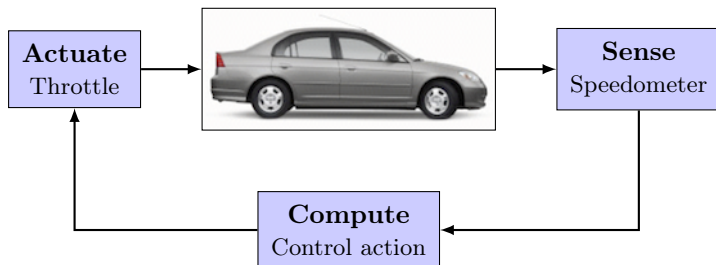 Actuate
Throttle
Sense
Speedometer
Compute
Control action